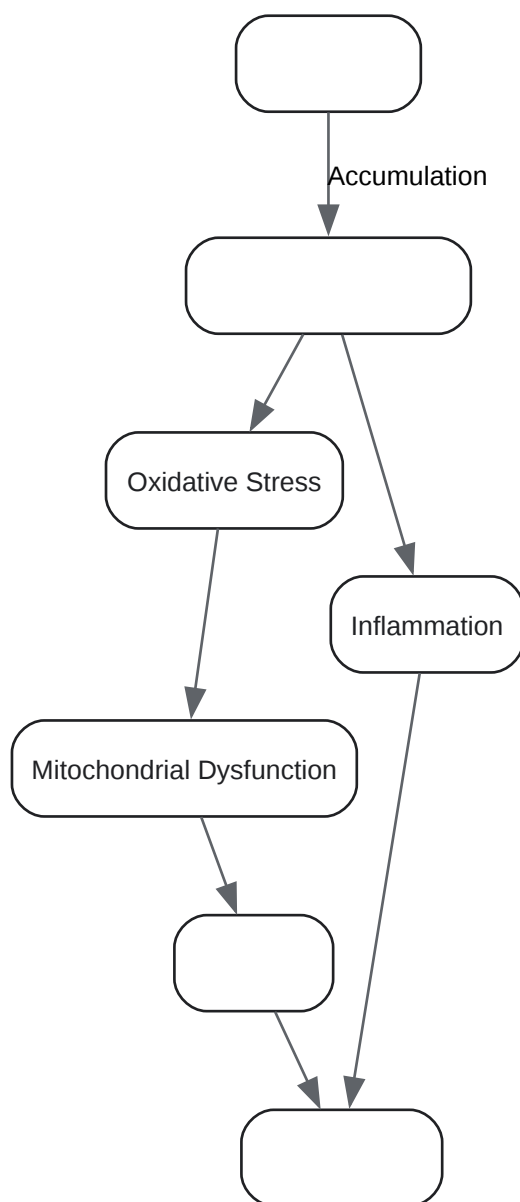 Accumulation
Oxidative Stress
Inflammation
Mitochondrial Dysfunction